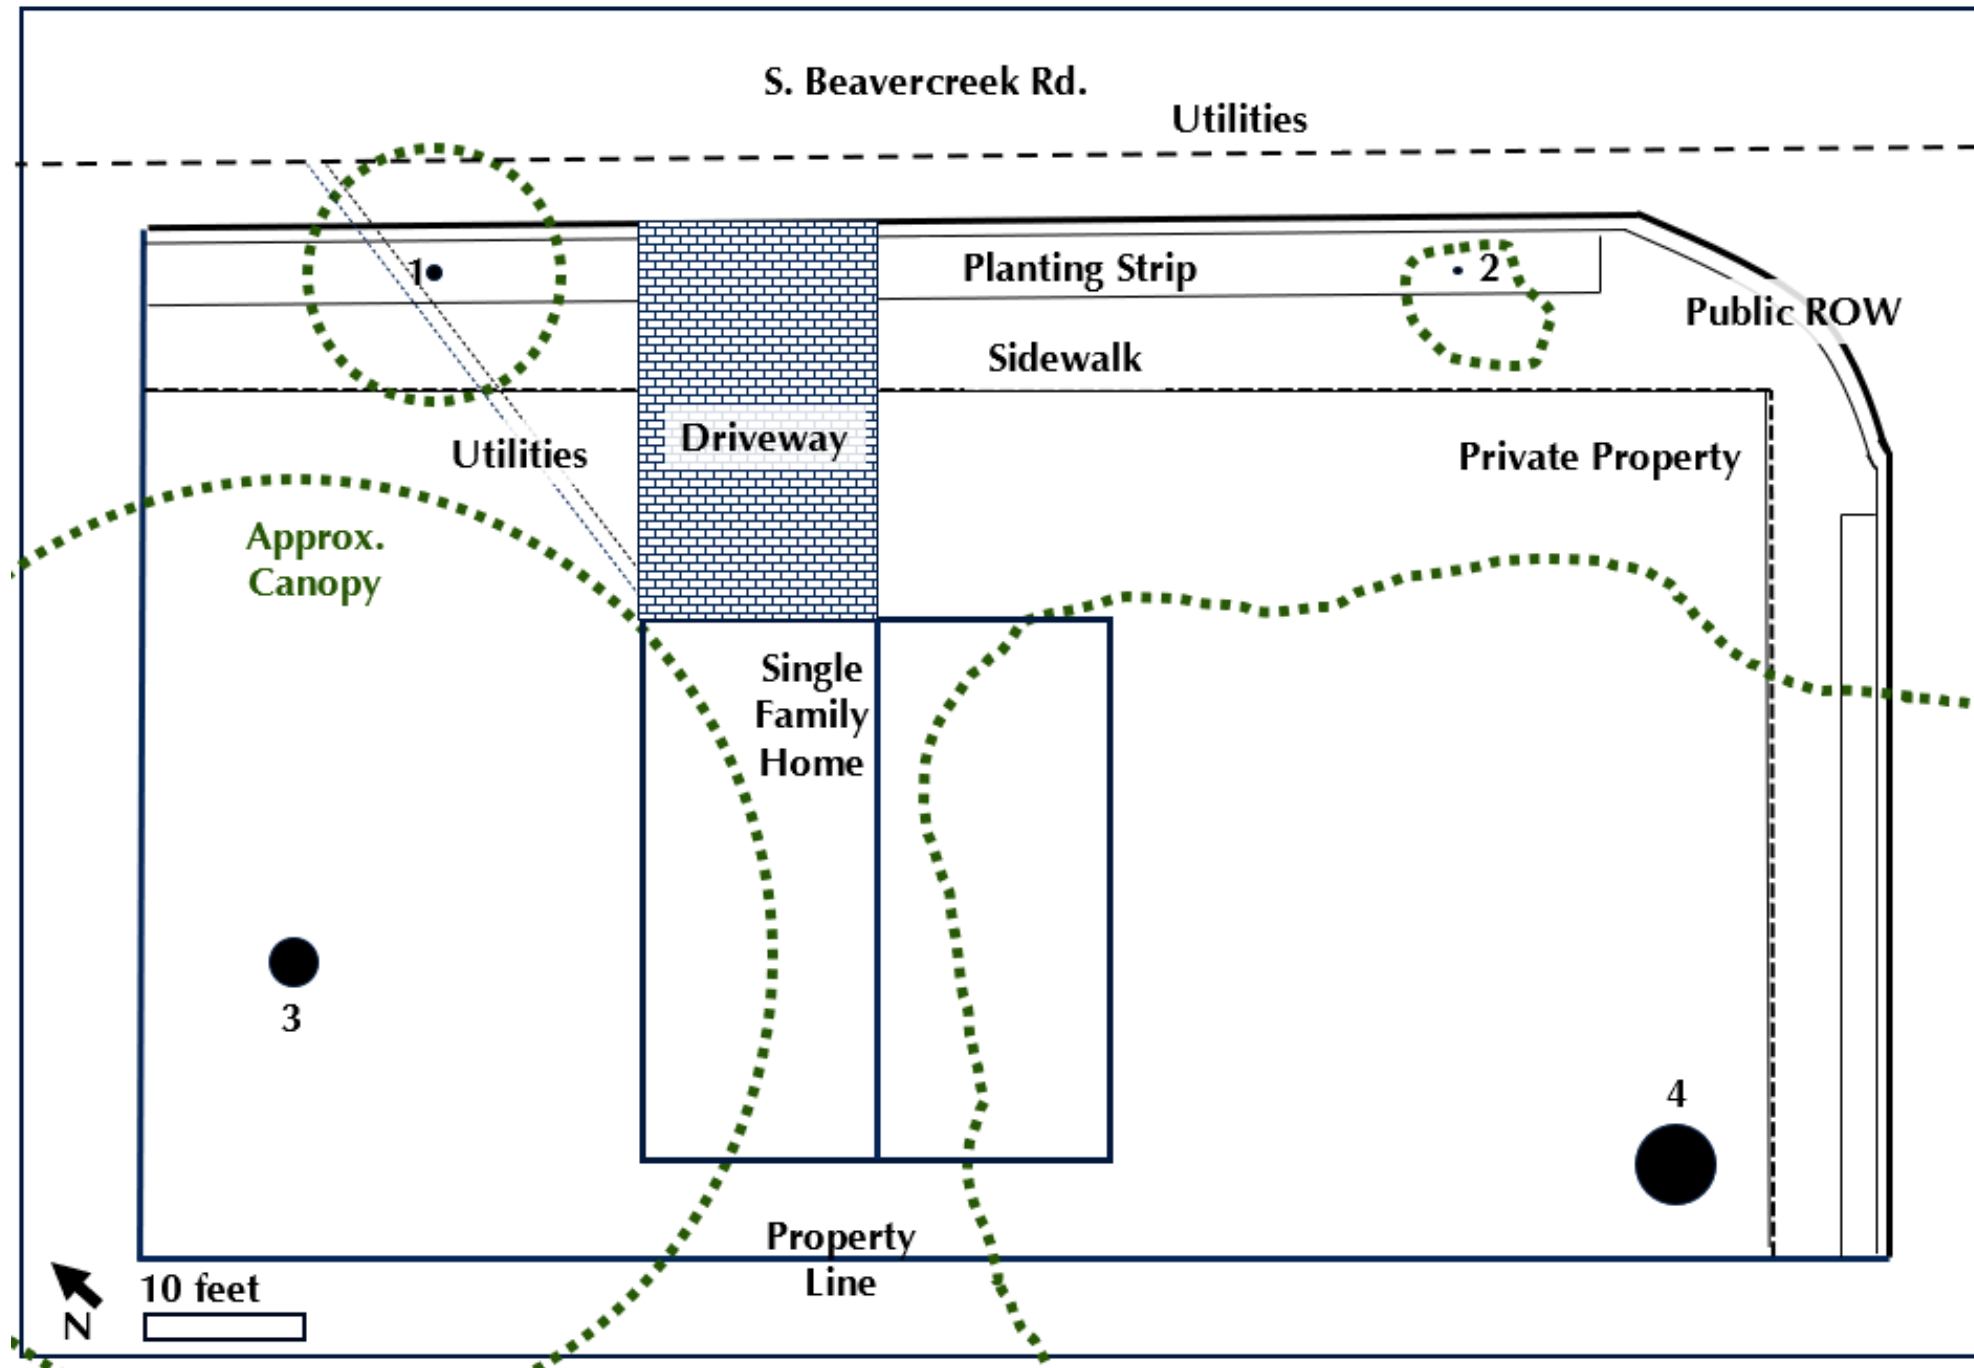 S. Beavercreek Rd.
Utilities
1
Planting Strip
2
Public ROW
Sidewalk
Driveway
Utilities
Private Property
Approx.
Canopy
Single
Family
Home
3
4
Property
Line
10 feet
N